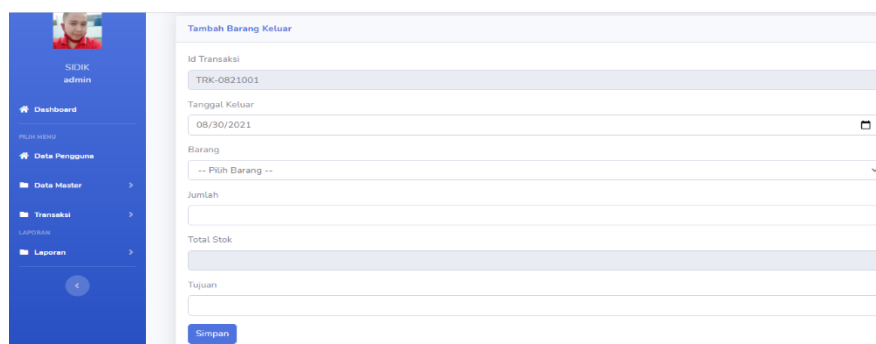 SIDIK
admin
Dashboard
PILIH MENU
Data Pengguna
Data Master
Transaksi
LAPORAN
Laporan
Tambah Barang Keluar
Id Transaksi
TRK-0821001
Tanggal Keluar
08/30/2021
Barang
-- Pilih Barang --
Jumlah
Total Stok
Tujuan
Simpan